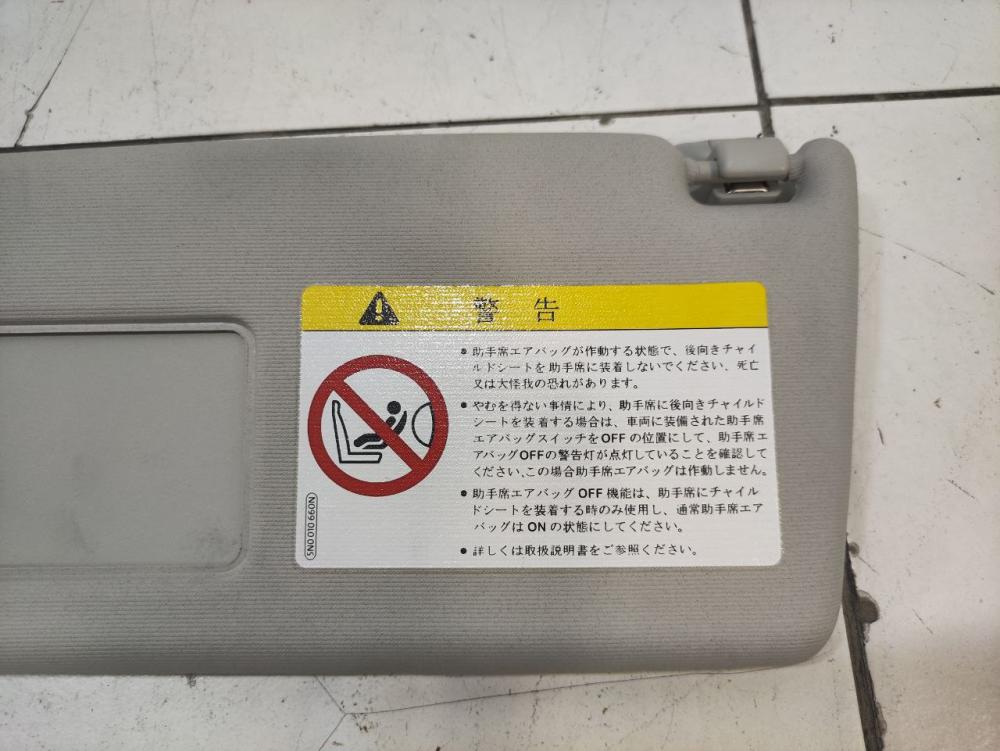 警告
• 助手席エアバッグが作動する状態で、後向きチャイ
ルドシートを助手席に装着しないでください．死亡
又は大怪我の恐れがあります。
• やむを得ない事情により、助手席に後向きチャイルド
シートを装着する場合は、車両に装備された助手席
エアバッグスイッチをOFF の位置にして、助手席エ
アバッグOFFの警告灯が点灯していることを確認して
ください､この場合助手席エアバッグは作動しません。
• 助手席エアバッグ OFF 機能は、助手席にチャイル
ドシートを装着する時のみ使用し、通常助手席エア
バッグは ON の状態にしてください。
• 詳しくは取扱説明書をご参照ください。
5N0 010 660N